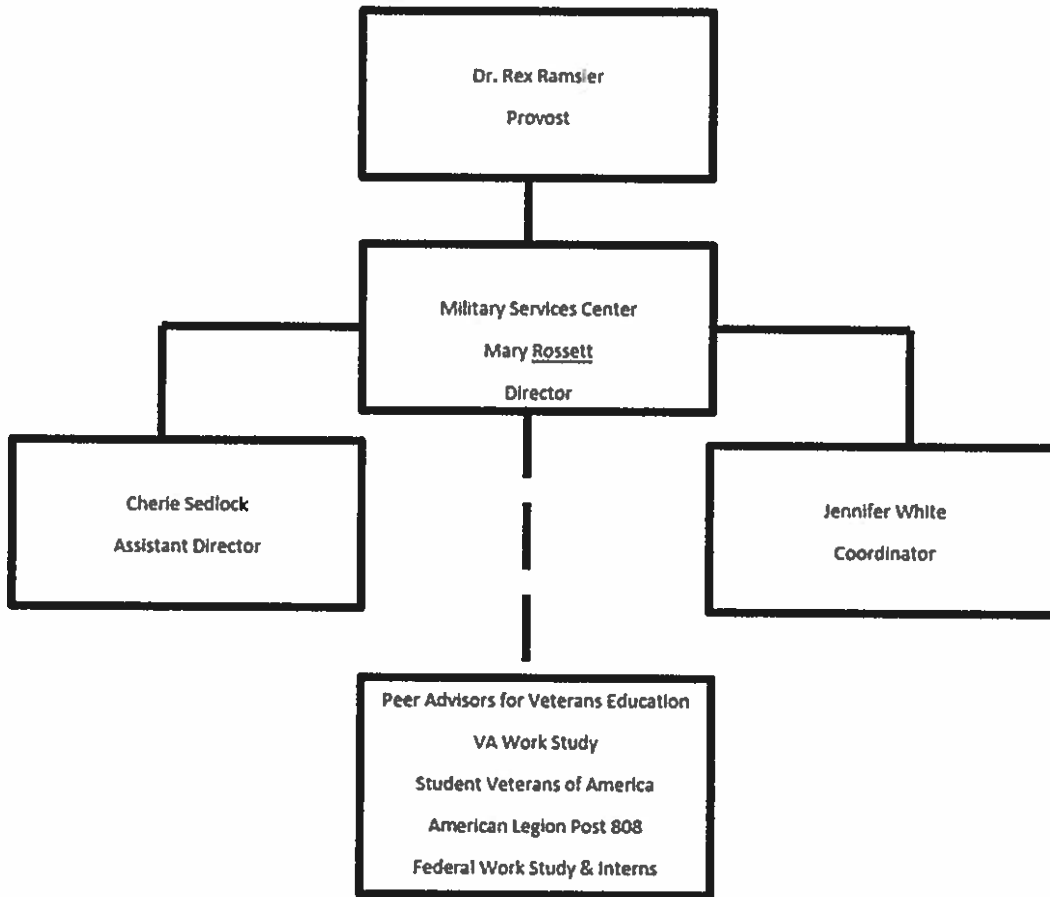 Dr. Rex Ramsier
Provost
Military Services Center
Mary Rossett
Director
Cherie Sedlock
Assistant Director
Jennifer White
Coordinator
Peer Advisors for Veterans Education
VA Work Study
Student Veterans of America
American Legion Post 808
Federal Work Study & Interns